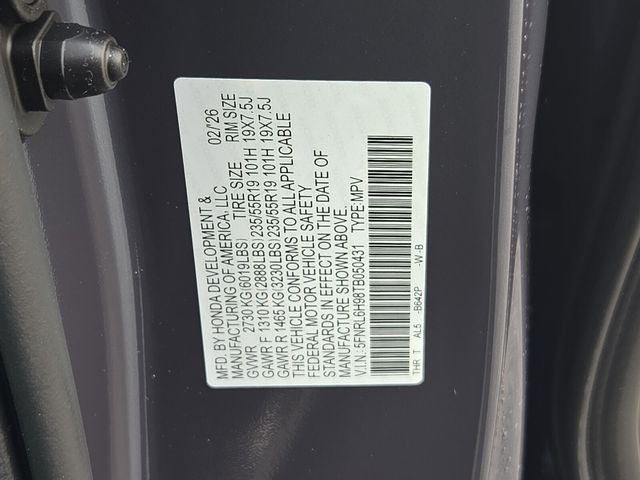 MFD. BY HONDA DEVELOPMENT & 02/26
MANUFACTURING OF AMERICA, LLC
TIRE SIZE RIM SIZE
GVWR 2730 KG(6019LBS)
GAWR F 1310 KG(2888LBS) 235/55R19 101H 19X7.5J
GAWR R 1465 KG(3230LBS) 235/55R19 101H 19X7.5J
THIS VEHICLE CONFORMS TO ALL APPLICABLE
FEDERAL MOTOR VEHICLE SAFETY
STANDARDS IN EFFECT ON THE DATE OF
MANUFACTURE SHOWN ABOVE.
V.I.N.: 5FNRL6H98TB050431 TYPE:MPV
THR T AL5 -B642P -W-B